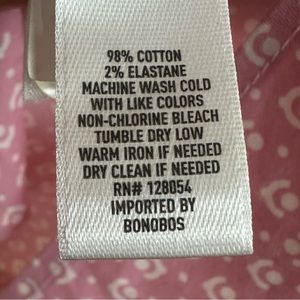 98% COTTON
2% ELASTANE
MACHINE WASH COLD
WITH LIKE COLORS
NON-CHLORINE BLEACH
TUMBLE DRY LOW
WARM IRON IF NEEDED
DRY CLEAN IF NEEDED
RN# 128054
IMPORTED BY
BONOBOS